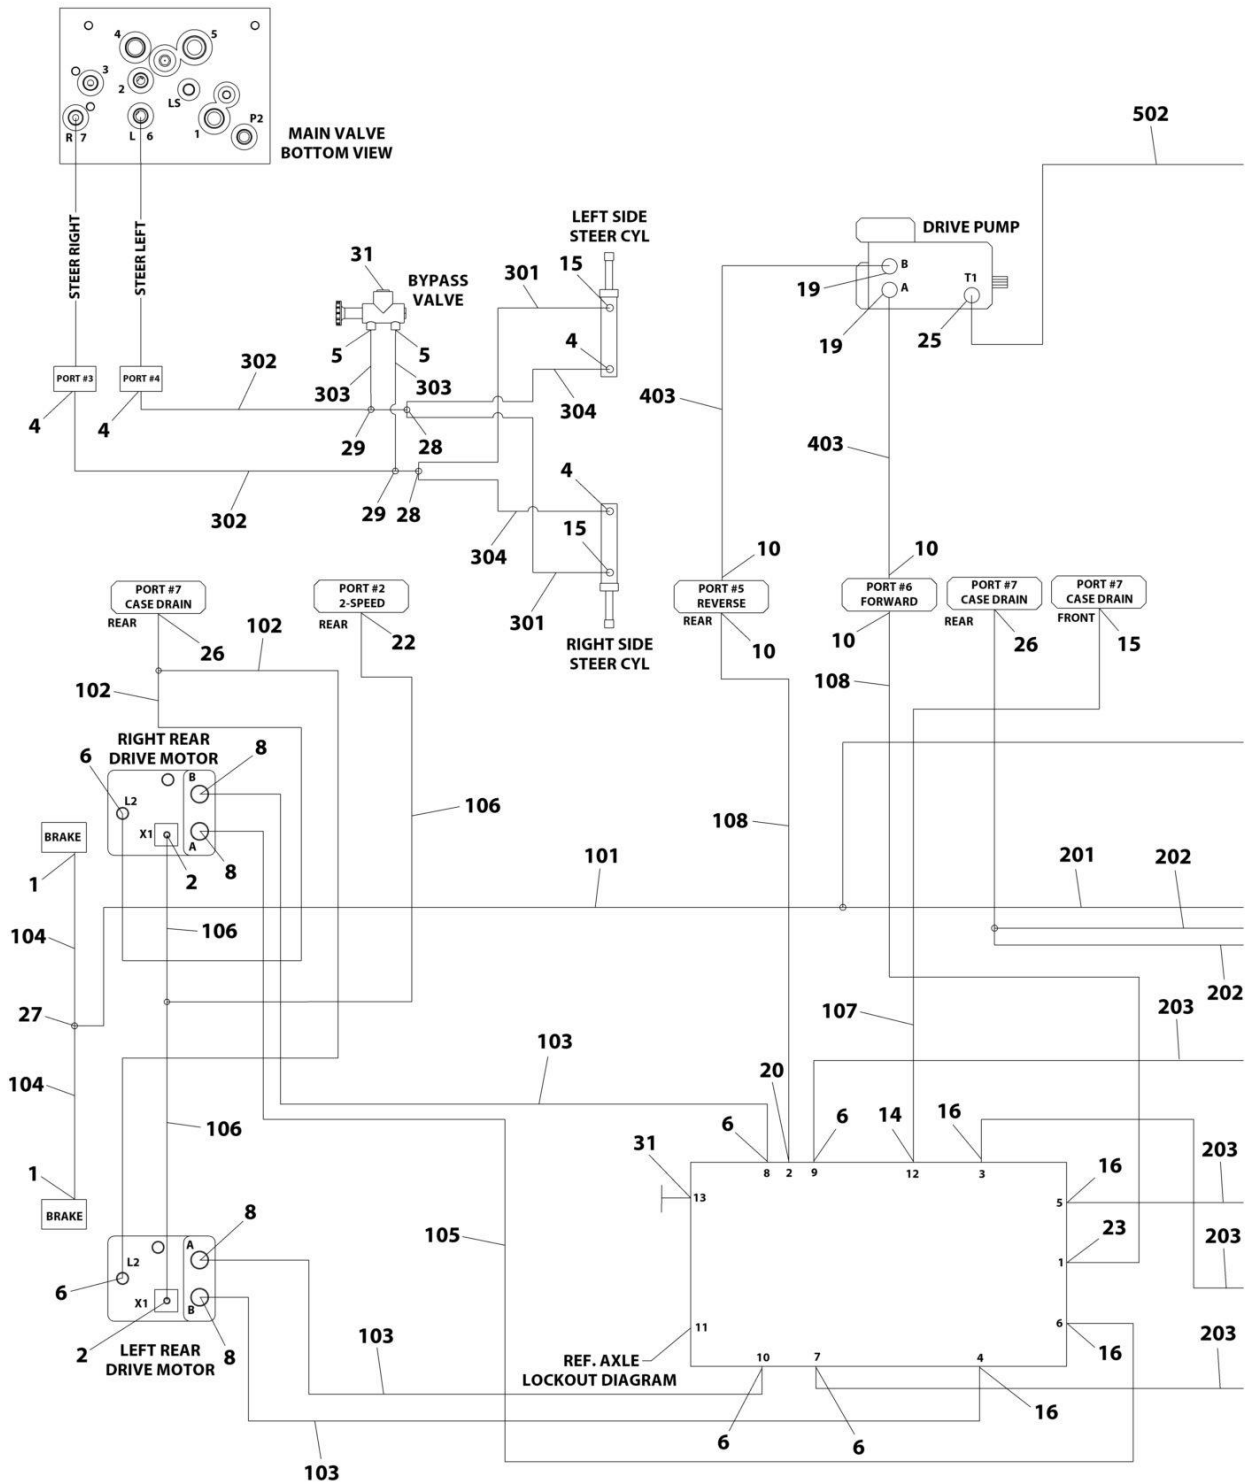 4
5
3
2
LS
R 7
L 6
1
P2
MAIN VALVE
BOTTOM VIEW
502
STEER RIGHT
STEER LEFT
LEFT SIDE
STEER CYL
DRIVE PUMP
31
BYPASS
VALVE
301
15
B
19
A
T1
5
5
4
19
25
PORT #3
PORT #4
302
303
303
304
403
4
4
29
28
403
4
302
29
28
15
304
10
10
PORT #7
CASE DRAIN
REAR
PORT #2
2-SPEED
REAR
PORT #5
REVERSE
REAR
PORT #6
FORWARD
PORT #7
CASE DRAIN
REAR
PORT #7
CASE DRAIN
FRONT
301
102
26
22
RIGHT SIDE
STEER CYL
10
10
26
15
102
108
RIGHT REAR
DRIVE MOTOR
6
8
B
L2
106
108
BRAKE
X1
A
1
2
8
101
201
202
104
106
202
27
107
203
103
104
20
106
6
6
14
16
31
8
2
9
12
3
203
1
13
5
16
BRAKE
8
105
23
A
L2
1
203
6
X1
B
11
6
2
LEFT REAR
DRIVE MOTOR
8
103
REF. AXLE
LOCKOUT DIAGRAM
10
7
4
16
203
6
6
16
103